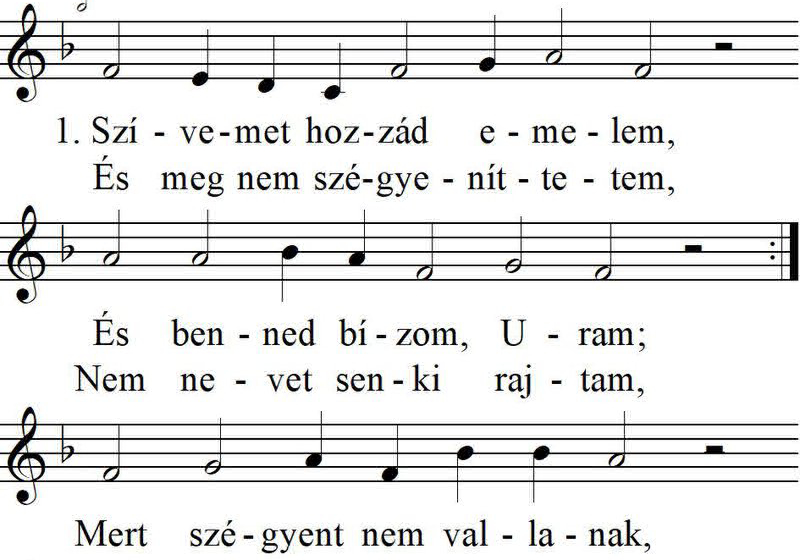 1. Szí - ve-met hoz-zád e - me - lem,
És meg nem szé-gye - nít - te - tem,
És ben - ned bí - zom, U - ram;
Nem ne - vet sen - ki raj - tam,
Mert szé - gyent nem val - la - nak,